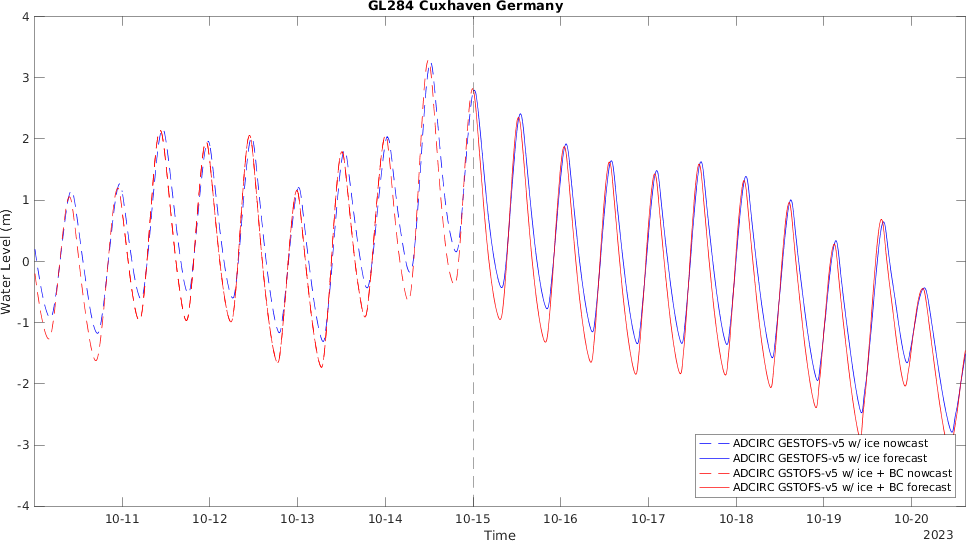 GL284 Cuxhaven Germany
4
3
2
1
0
-1
-2
-3
-4
Water Level (m)
ADCIRC GESTOFS-v5 w/ ice nowcast
ADCIRC GESTOFS-v5 w/ ice forecast
ADCIRC GSTOFS-v5 w/ ice + BC nowcast
ADCIRC GSTOFS-v5 w/ ice + BC forecast
10-11 10-12 10-13 10-14 10-15 10-16 10-17 10-18 10-19 10-20
Time
2023